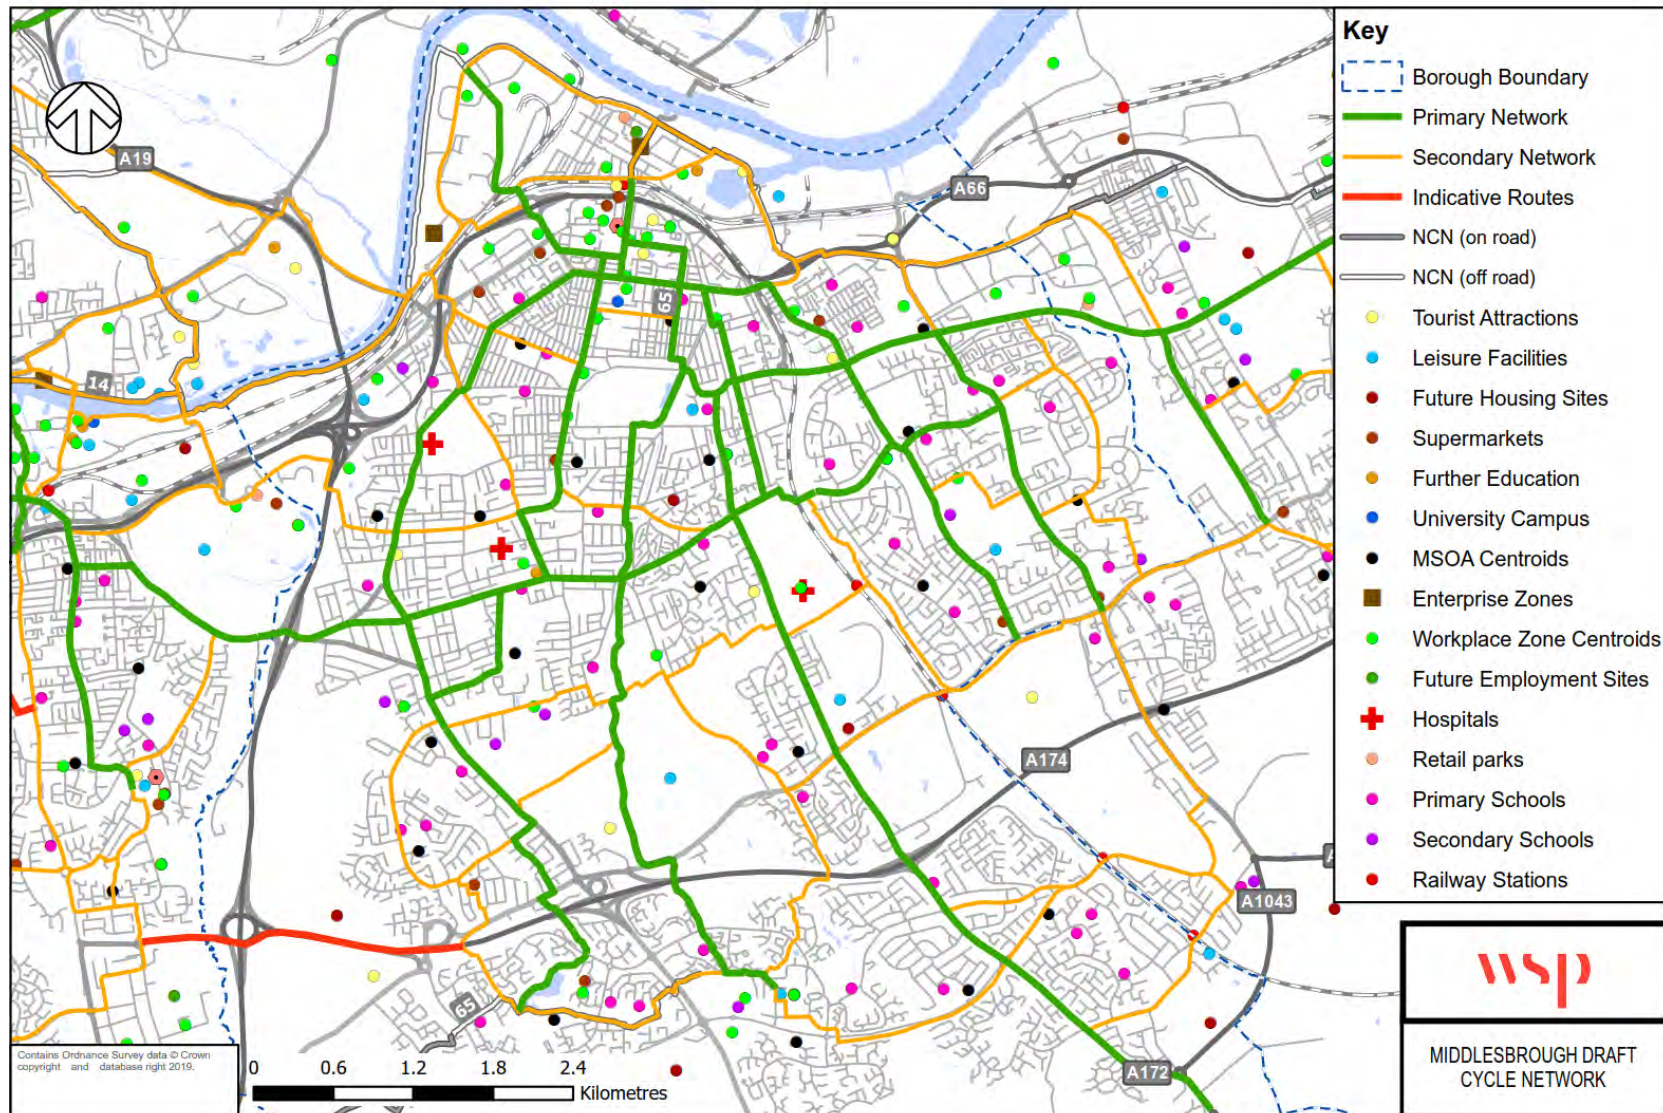 Key
Borough Boundary
Primary Network
Secondary Network
Indicative Routes
NCN (on road)
NCN (off road)
Tourist Attractions
Leisure Facilities
Future Housing Sites
Supermarkets
Further Education
University Campus
MSOA Centroids
Enterprise Zones
Workplace Zone Centroids
Future Employment Sites
Hospitals
Retail parks
Primary Schools
Secondary Schools
Railway Stations
A19
A66
65
14
A174
A1043
65
A172
Contains Ordnance Survey data © Crown
copyright and database right 2019.
0 0.6 1.2 1.8 2.4
Kilometres
wsp
MIDDLESBROUGH DRAFT
CYCLE NETWORK